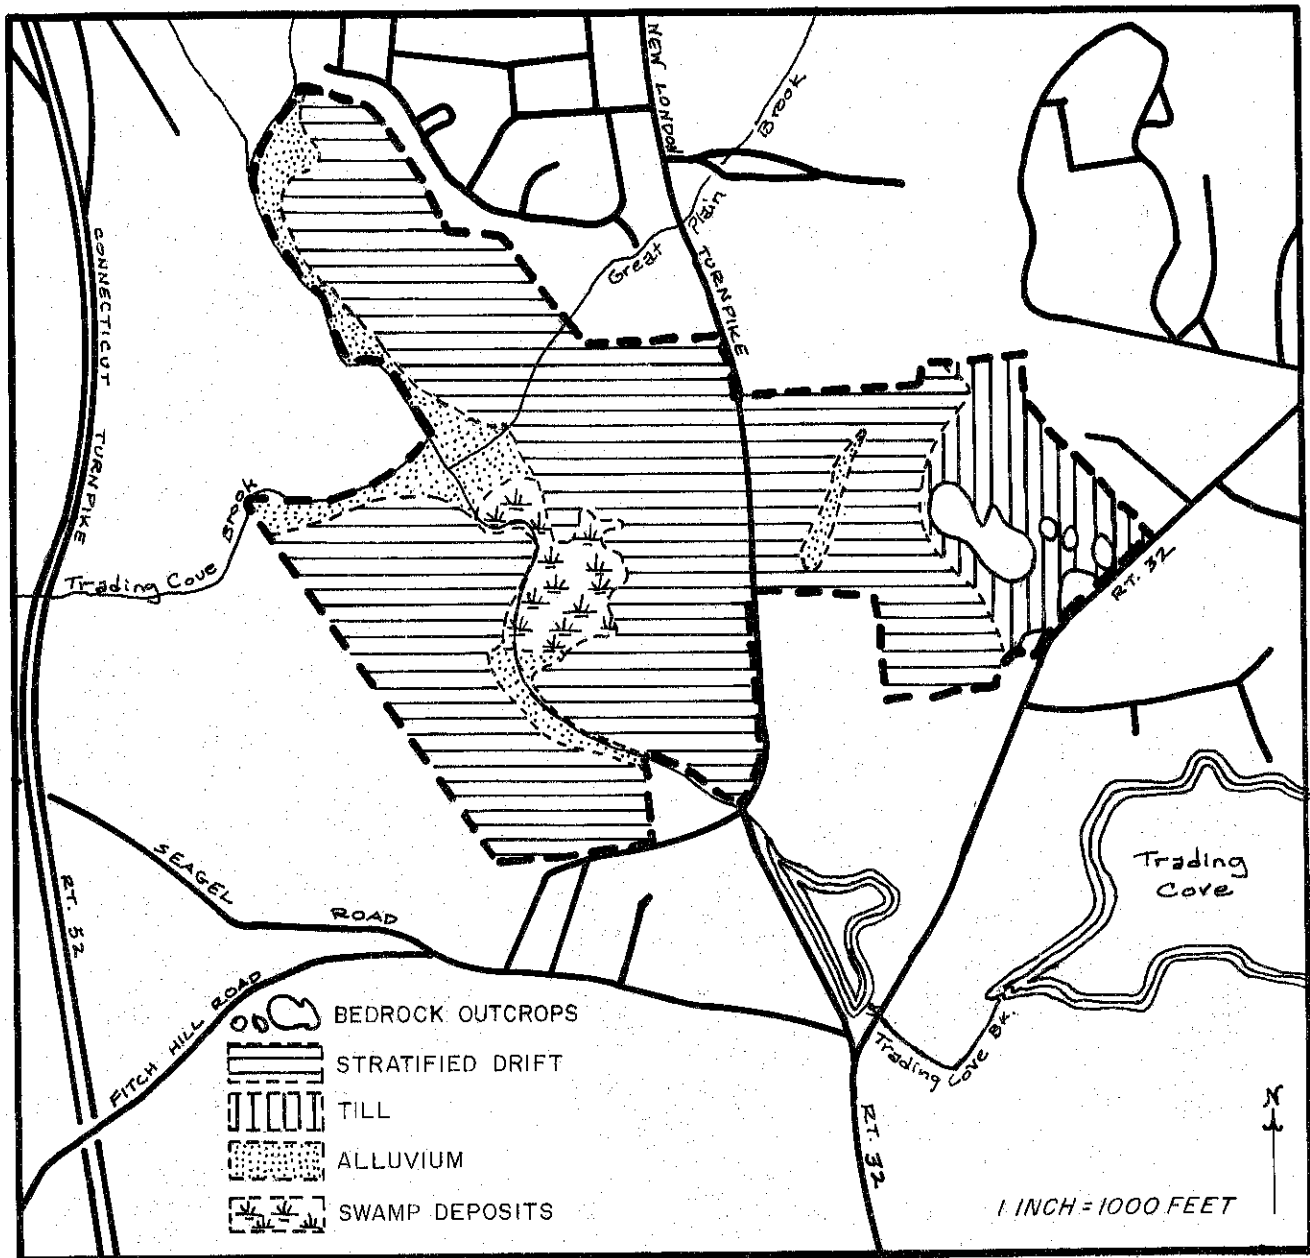 NEW LONDON
TURNPIKE
Great Plain Brook
CONNECTICUT TURNPIKE
Trading Cove Brook
RT. 32
Trading
Cove
SEAGEL ROAD
RT. 52
FITCH HILL ROAD
Trading Cove BK.
RT. 32
BEDROCK OUTCROPS
STRATIFIED DRIFT
TILL
ALLUVIUM
SWAMP DEPOSITS
N
1 INCH = 1000 FEET